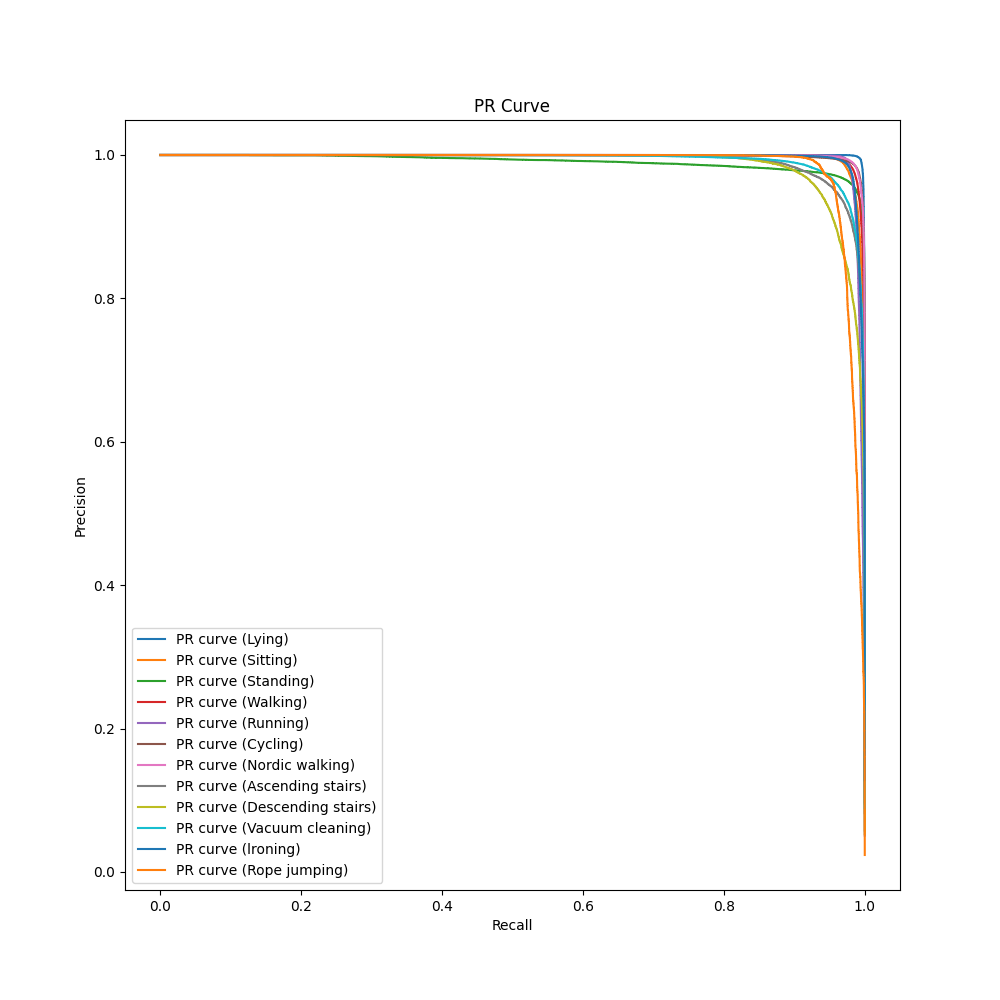 PR Curve
1.0
0.8
0.6
0.4
0.2
0.0
Precision
PR curve (Lying)
PR curve (Sitting)
PR curve (Standing)
PR curve (Walking)
PR curve (Running)
PR curve (Cycling)
PR curve (Nordic walking)
PR curve (Ascending stairs)
PR curve (Descending stairs)
PR curve (Vacuum cleaning)
PR curve (lroning)
PR curve (Rope jumping)
0.0 0.2 0.4 0.6 0.8 1.0
Recall